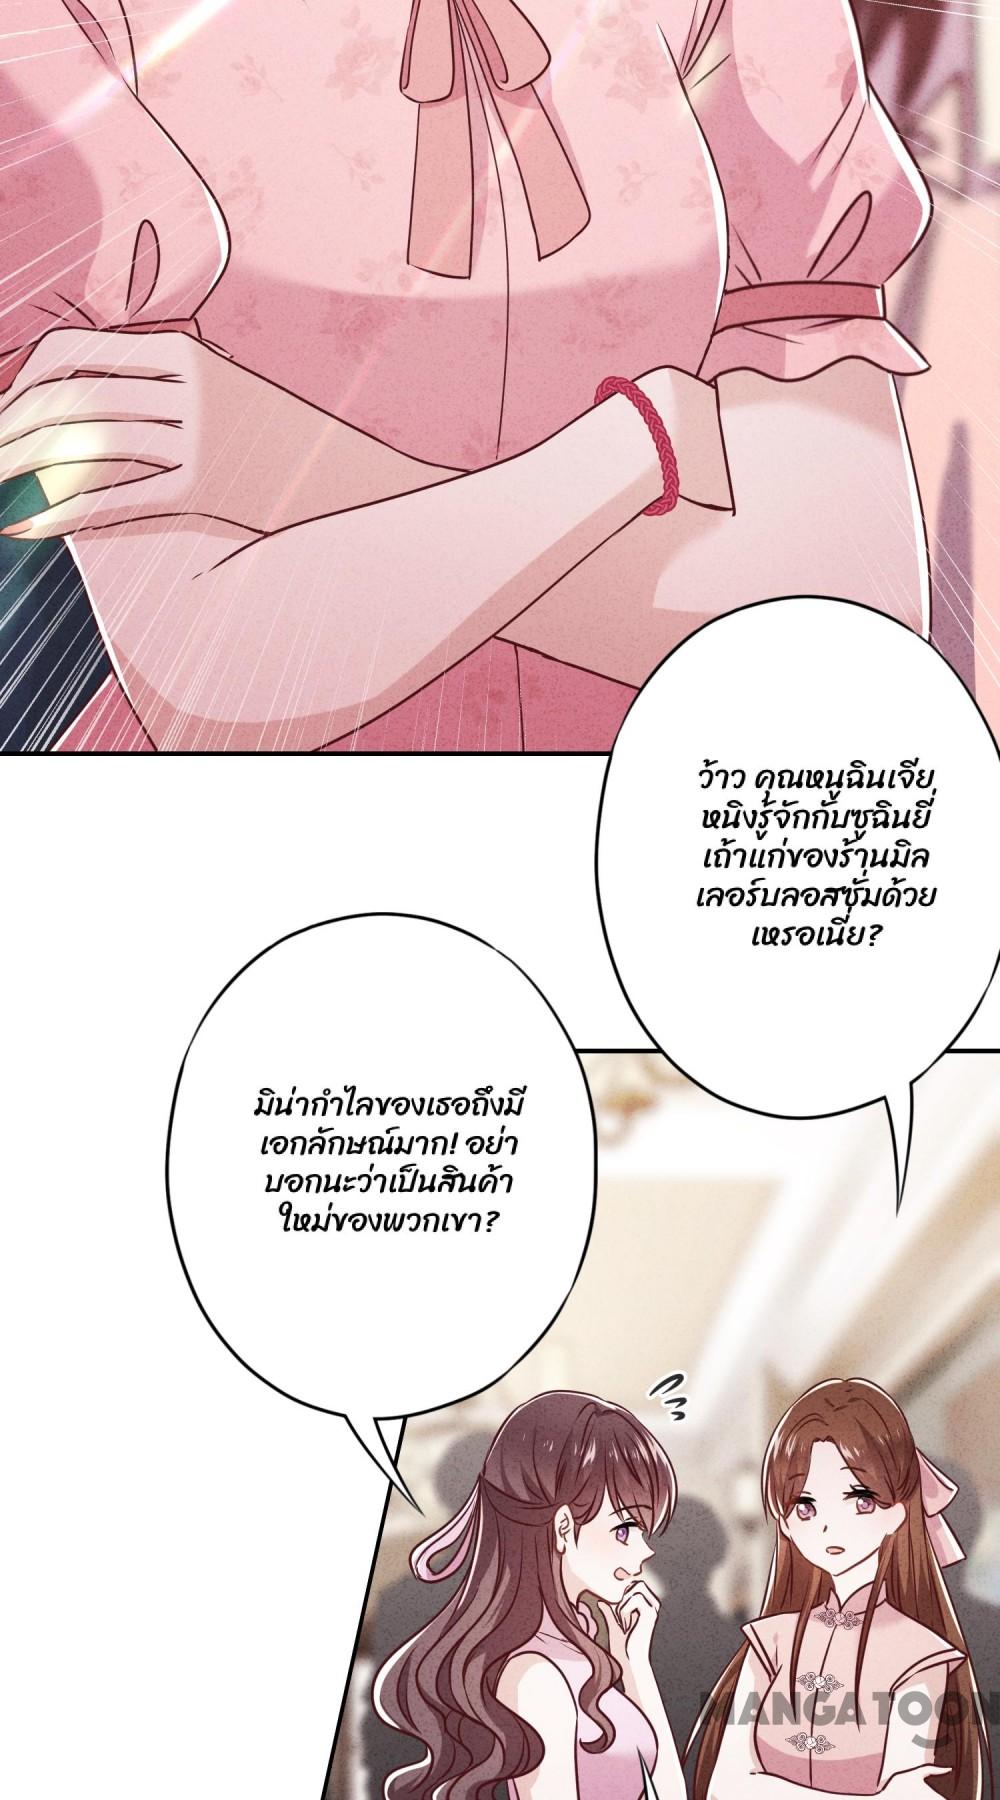 ว้าว คุณหนูฉินเจีย
หนิงรู้จักกับซูฉินยี่
เถ้าแก่ของร้านมิล
เลอร์บลอสซั่มด้วย
เหรอเนี่ย?
มิน่ากำไลของเธอถึงมี
เอกลักษณ์มาก! อย่า
บอกนะว่าเป็นสินค้า
ใหม่ของพวกเขา?
MANGATOON